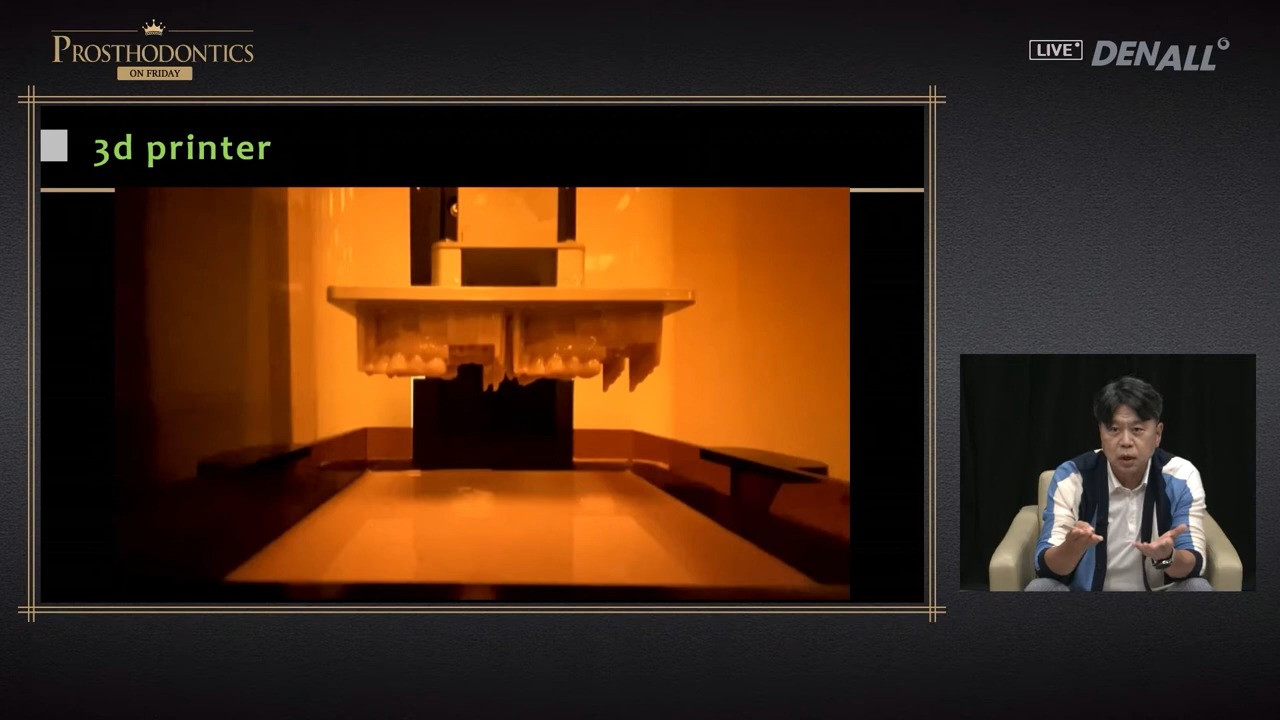 PROSTHODONTICS
ON FRIDAY
LIVE
DENALL
3d printer